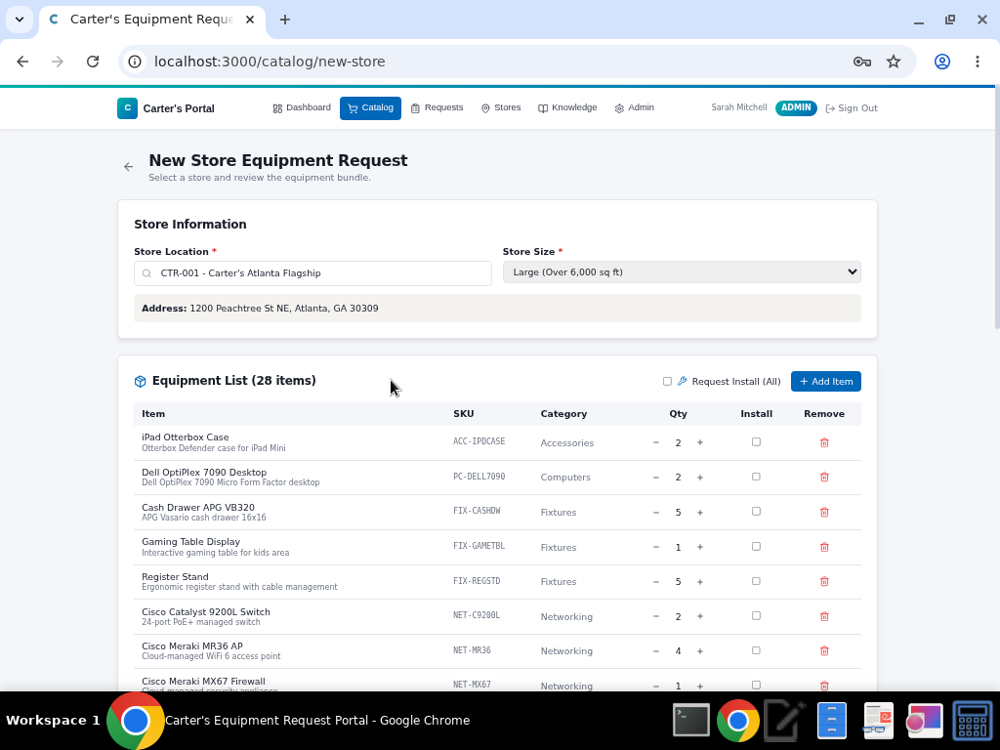 Carter's Equipment Reque
localhost:3000/catalog/new-store
C Carter's Portal Dashboard Catalog Requests Stores Knowledge Admin Sarah Mitchell ADMIN Sign Out
New Store Equipment Request
Select a store and review the equipment bundle.
Store Information
Store Location * Store Size *
CTR-001 - Carter's Atlanta Flagship Large (Over 6,000 sq ft)
Address: 1200 Peachtree St NE, Atlanta, GA 30309
Equipment List (28 items) Request Install (All) + Add Item
Item SKU Category Qty Install Remove
iPad Otterbox Case ACC-IPDCASE Accessories − 2 +
Otterbox Defender case for iPad Mini
Dell OptiPlex 7090 Desktop PC-DELL7090 Computers − 2 +
Dell OptiPlex 7090 Micro Form Factor desktop
Cash Drawer APG VB320 FIX-CASHDW Fixtures − 5 +
APG Vasario cash drawer 16x16
Gaming Table Display FIX-GAMETBL Fixtures − 1 +
Interactive gaming table for kids area
Register Stand FIX-REGSTD Fixtures − 5 +
Ergonomic register stand with cable management
Cisco Catalyst 9200L Switch NET-C9200L Networking − 2 +
24-port PoE+ managed switch
Cisco Meraki MR36 AP NET-MR36 Networking − 4 +
Cloud-managed WiFi 6 access point
Cisco Meraki MX67 Firewall NET-MX67 Networking − 1 +
Cloud-managed security appliance
Workspace 1 Carter's Equipment Request Portal - Google Chrome